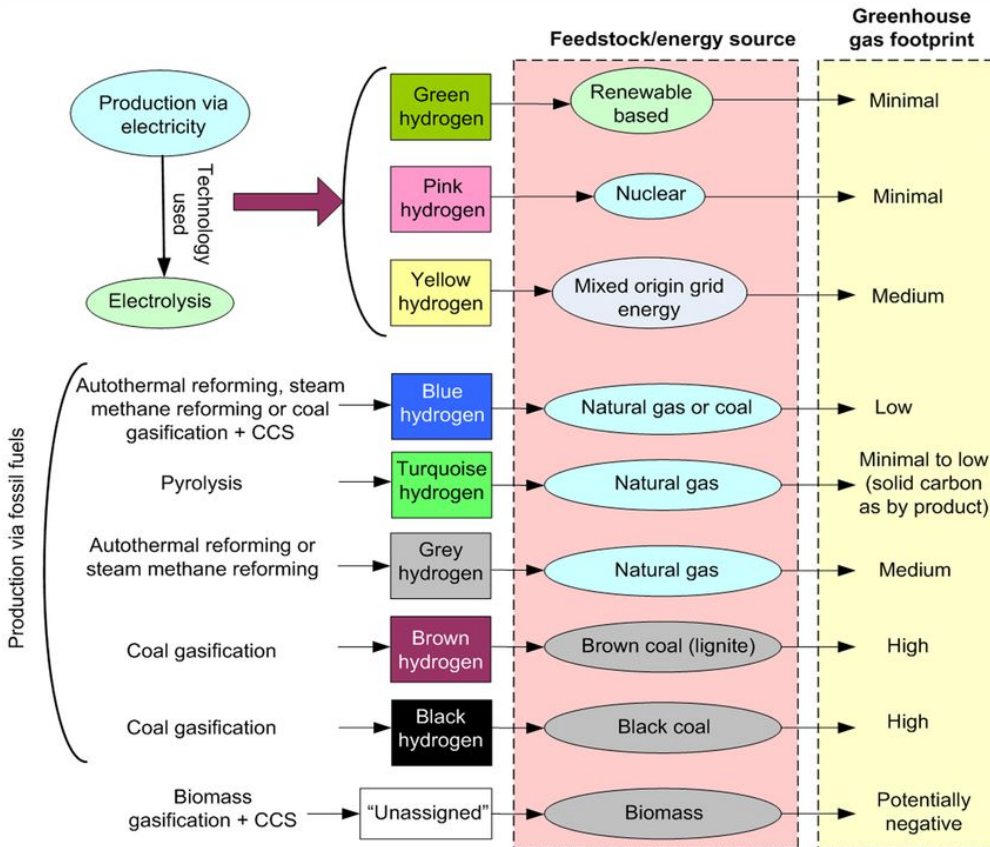 Feedstock/energy source
Greenhouse
gas footprint
Production via
electricity
Technology
used
Electrolysis
Green
hydrogen
Renewable
based
Minimal
Pink
hydrogen
Nuclear
Minimal
Yellow
hydrogen
Mixed origin grid
energy
Medium
Production via fossil fuels
Autothermal reforming, steam
methane reforming or coal
gasification + CCS
Blue
hydrogen
Natural gas or coal
Low
Pyrolysis
Turquoise
hydrogen
Natural gas
Minimal to low
(solid carbon
as by product)
Autothermal reforming or
steam methane reforming
Grey
hydrogen
Natural gas
Medium
Coal gasification
Brown
hydrogen
Brown coal (lignite)
High
Coal gasification
Black
hydrogen
Black coal
High
Biomass
gasification + CCS
“Unassigned”
Biomass
Potentially
negative